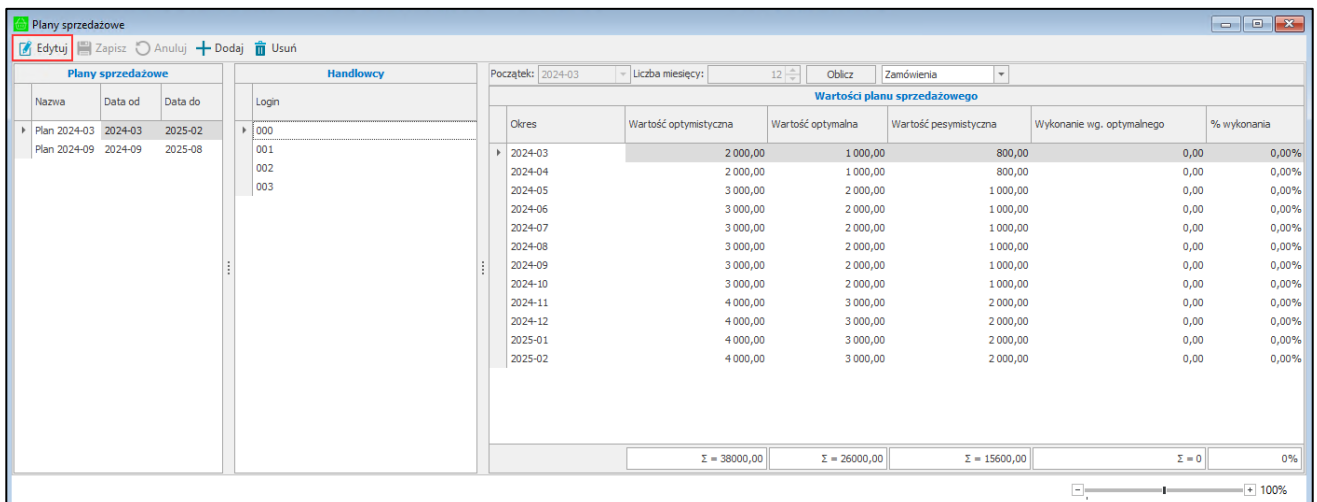 Plany sprzedażowe
Edytuj Zapisz Anuluj Dodaj Usuń
Plany sprzedażowe
Nazwa Data od Data do
Plan 2024-03 2024-03 2025-02
Plan 2024-09 2024-09 2025-08
Handlowcy
Login
000
001
002
003
Początek: 2024-03 Liczba miesięcy: 12 Oblicz Zamówienia
Wartości planu sprzedażowego
Okres Wartość optymistyczna Wartość optymalna Wartość pesymistyczna Wykonanie wg. optymalnego % wykonania
2024-03 2 000,00 1 000,00 800,00 0,00 0,00%
2024-04 2 000,00 1 000,00 800,00 0,00 0,00%
2024-05 3 000,00 2 000,00 1 000,00 0,00 0,00%
2024-06 3 000,00 2 000,00 1 000,00 0,00 0,00%
2024-07 3 000,00 2 000,00 1 000,00 0,00 0,00%
2024-08 3 000,00 2 000,00 1 000,00 0,00 0,00%
2024-09 3 000,00 2 000,00 1 000,00 0,00 0,00%
2024-10 3 000,00 2 000,00 1 000,00 0,00 0,00%
2024-11 4 000,00 3 000,00 2 000,00 0,00 0,00%
2024-12 4 000,00 3 000,00 2 000,00 0,00 0,00%
2025-01 4 000,00 3 000,00 2 000,00 0,00 0,00%
2025-02 4 000,00 3 000,00 2 000,00 0,00 0,00%
Σ = 38000,00 Σ = 26000,00 Σ = 15600,00 Σ = 0 0%
100%